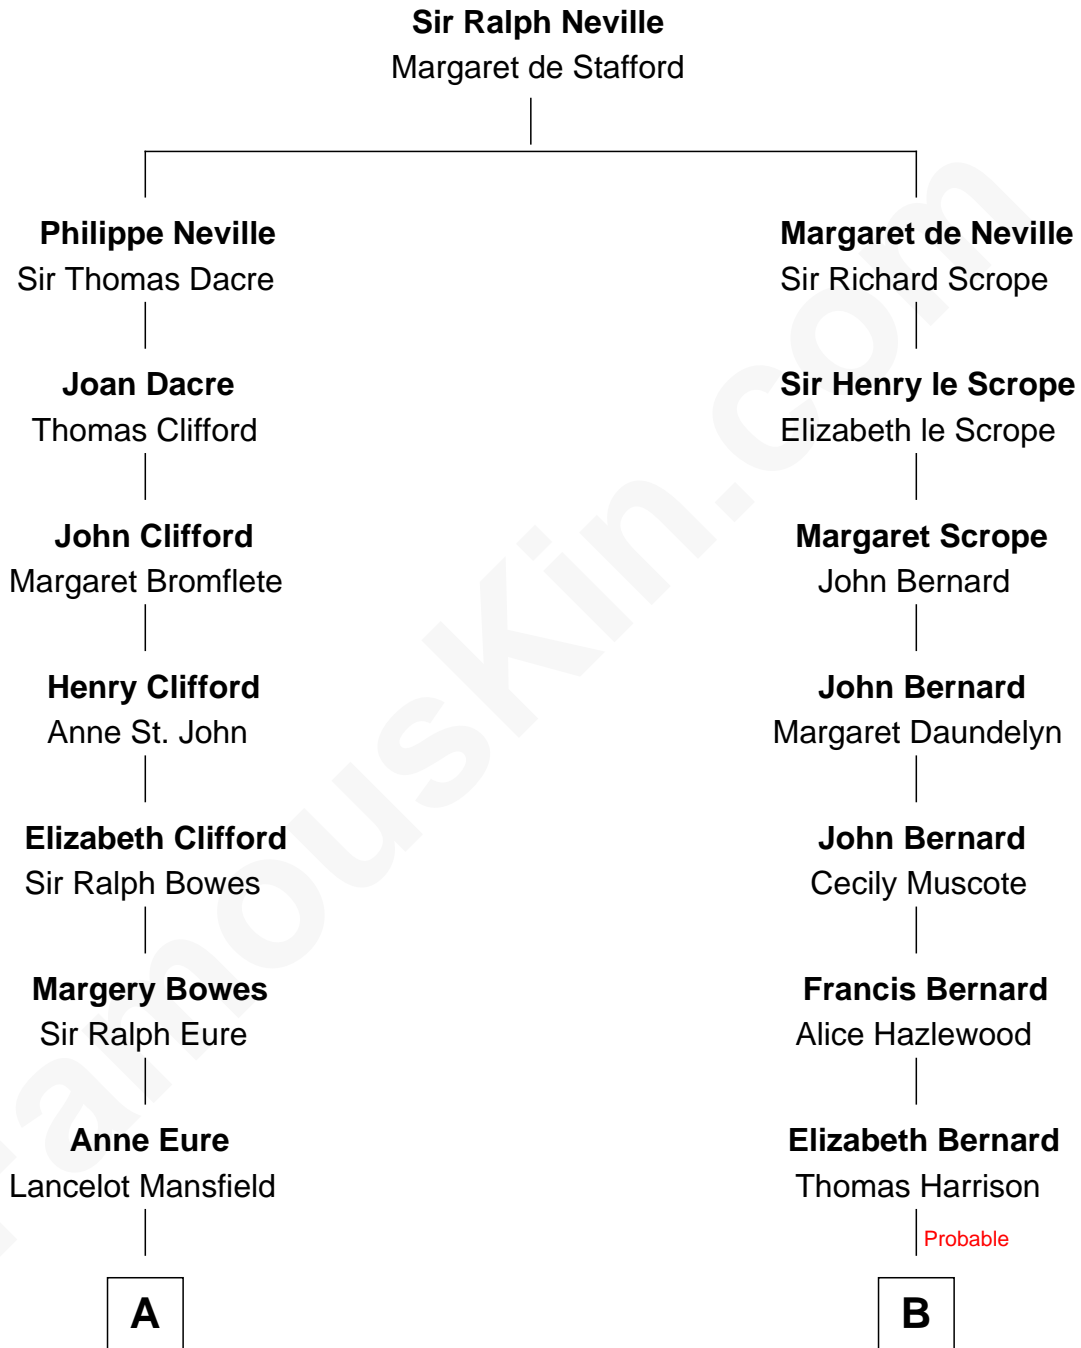 Sir Ralph Neville
Margaret de Stafford
Philippe Neville
Sir Thomas Dacre
Joan Dacre
Thomas Clifford
John Clifford
Margaret Bromflete
Henry Clifford
Anne St. John
Elizabeth Clifford
Sir Ralph Bowes
Margery Bowes
Sir Ralph Eure
Anne Eure
Lancelot Mansfield
A
Margaret de Neville
Sir Richard Scrope
Sir Henry le Scrope
Elizabeth le Scrope
Margaret Scrope
John Bernard
John Bernard
Margaret Daundelyn
John Bernard
Cecily Muscote
Francis Bernard
Alice Hazlewood
Elizabeth Bernard
Thomas Harrison
Probable
B
FamousKin.com